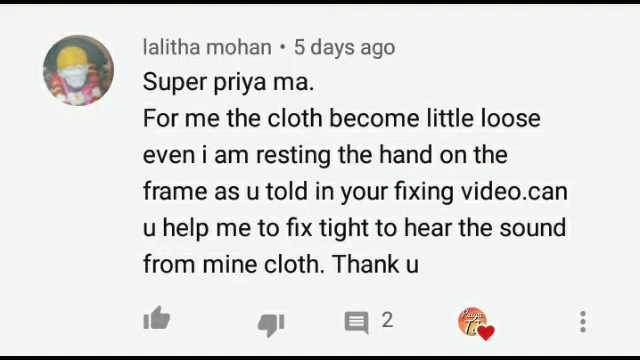 lalitha mohan • 5 days ago
Super priya ma.
For me the cloth become little loose
even i am resting the hand on the
frame as u told in your fixing video.can
u help me to fix tight to hear the sound
from mine cloth. Thank u
2
Priya